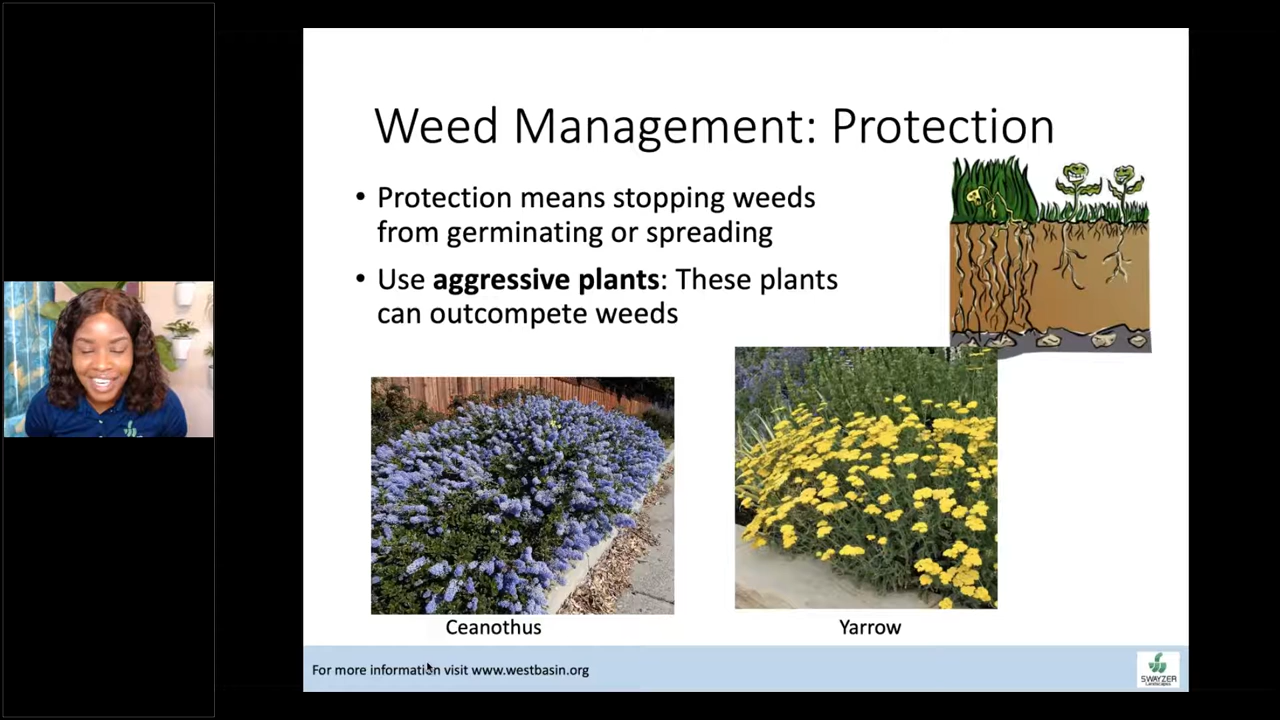 Weed Management: Protection
• Protection means stopping weeds
from germinating or spreading
• Use aggressive plants: These plants
can outcompete weeds
Ceanothus
Yarrow
For more information visit www.westbasin.org
SWAYZER
LANDSCAPES